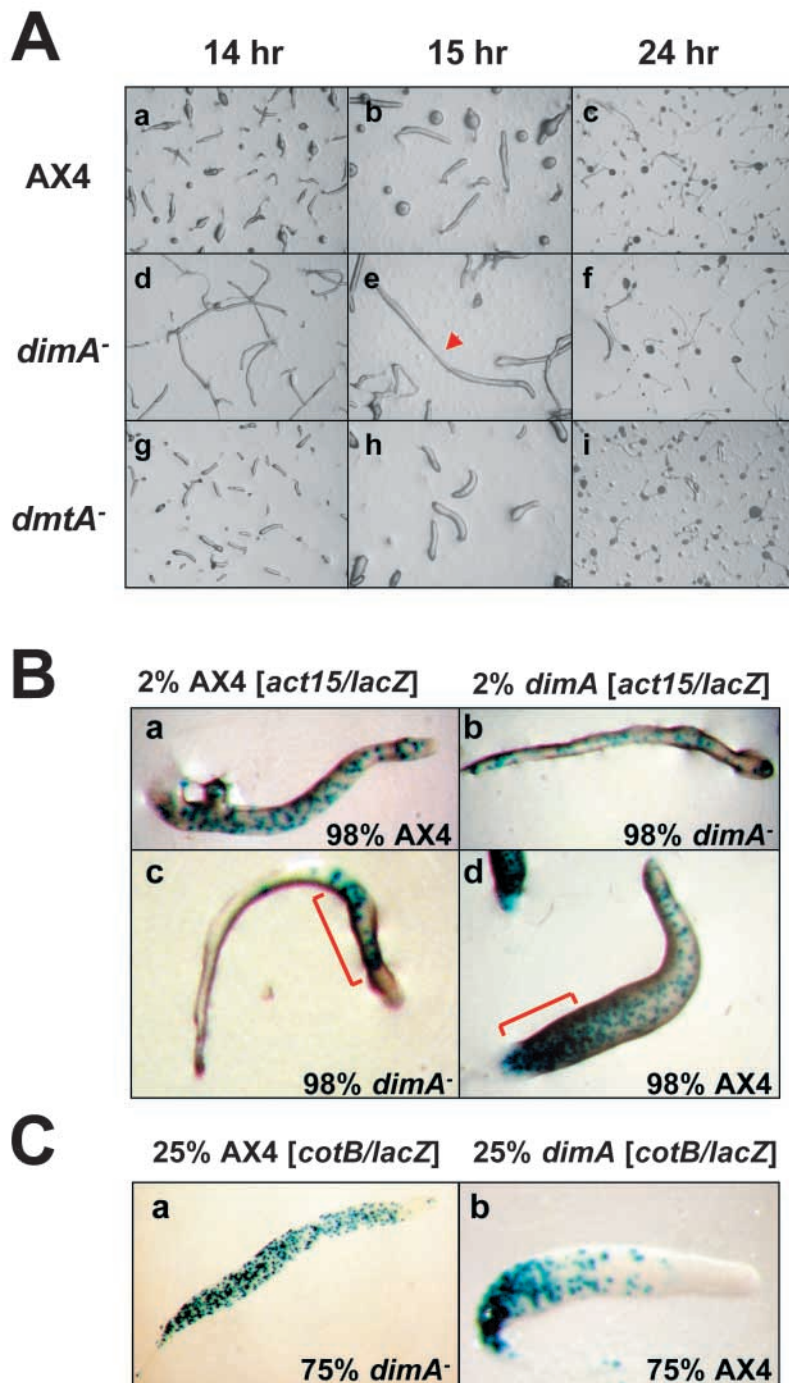 A
14 hr 15 hr 24 hr
AX4
a b c
dimA-
d e f
dmtA-
g h i
B
2% AX4 [act15/lacZ] 2% dimA [act15/lacZ]
a b
98% AX4 98% dimA-
c d
98% dimA- 98% AX4
C
25% AX4 [cotB/lacZ] 25% dimA [cotB/lacZ]
a b
75% dimA- 75% AX4